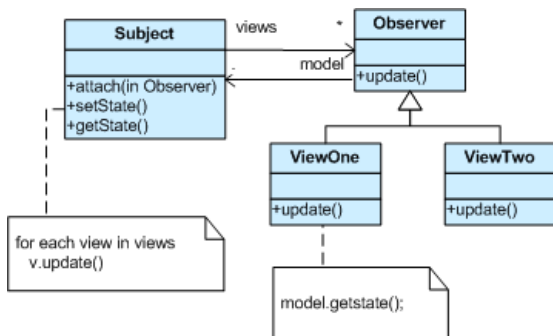 Subject
+attach(in Observer)
+setState()
+getState()
views
*
model
Observer
+update()
ViewOne
+update()
ViewTwo
+update()
for each view in views
v.update()
model.getstate();